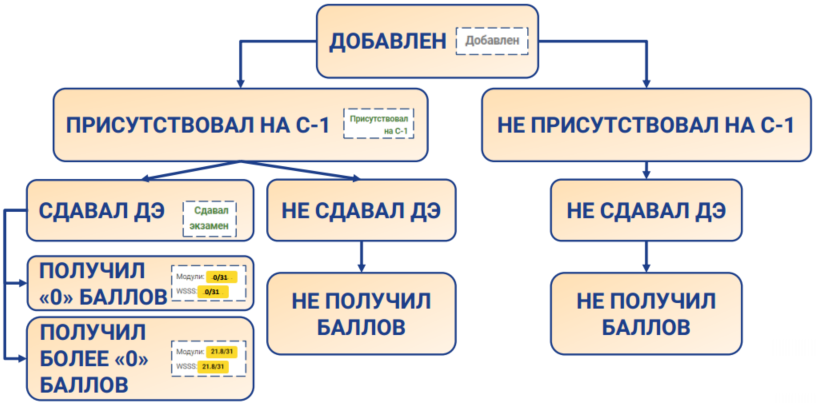 ДОБАВЛЕН
Добавлен
ПРИСУТСТВОВАЛ НА С-1
Присутствовал
на С-1
НЕ ПРИСУТСТВОВАЛ НА С-1
СДАВАЛ ДЭ
Сдавал
экзамен
НЕ СДАВАЛ ДЭ
НЕ СДАВАЛ ДЭ
ПОЛУЧИЛ
«0» БАЛЛОВ
Модули: 0/31
WSSS: 0/31
НЕ ПОЛУЧИЛ
БАЛЛОВ
НЕ ПОЛУЧИЛ
БАЛЛОВ
ПОЛУЧИЛ
БОЛЕЕ «0»
БАЛЛОВ
Модули: 21.8/31
WSSS: 21.8/31